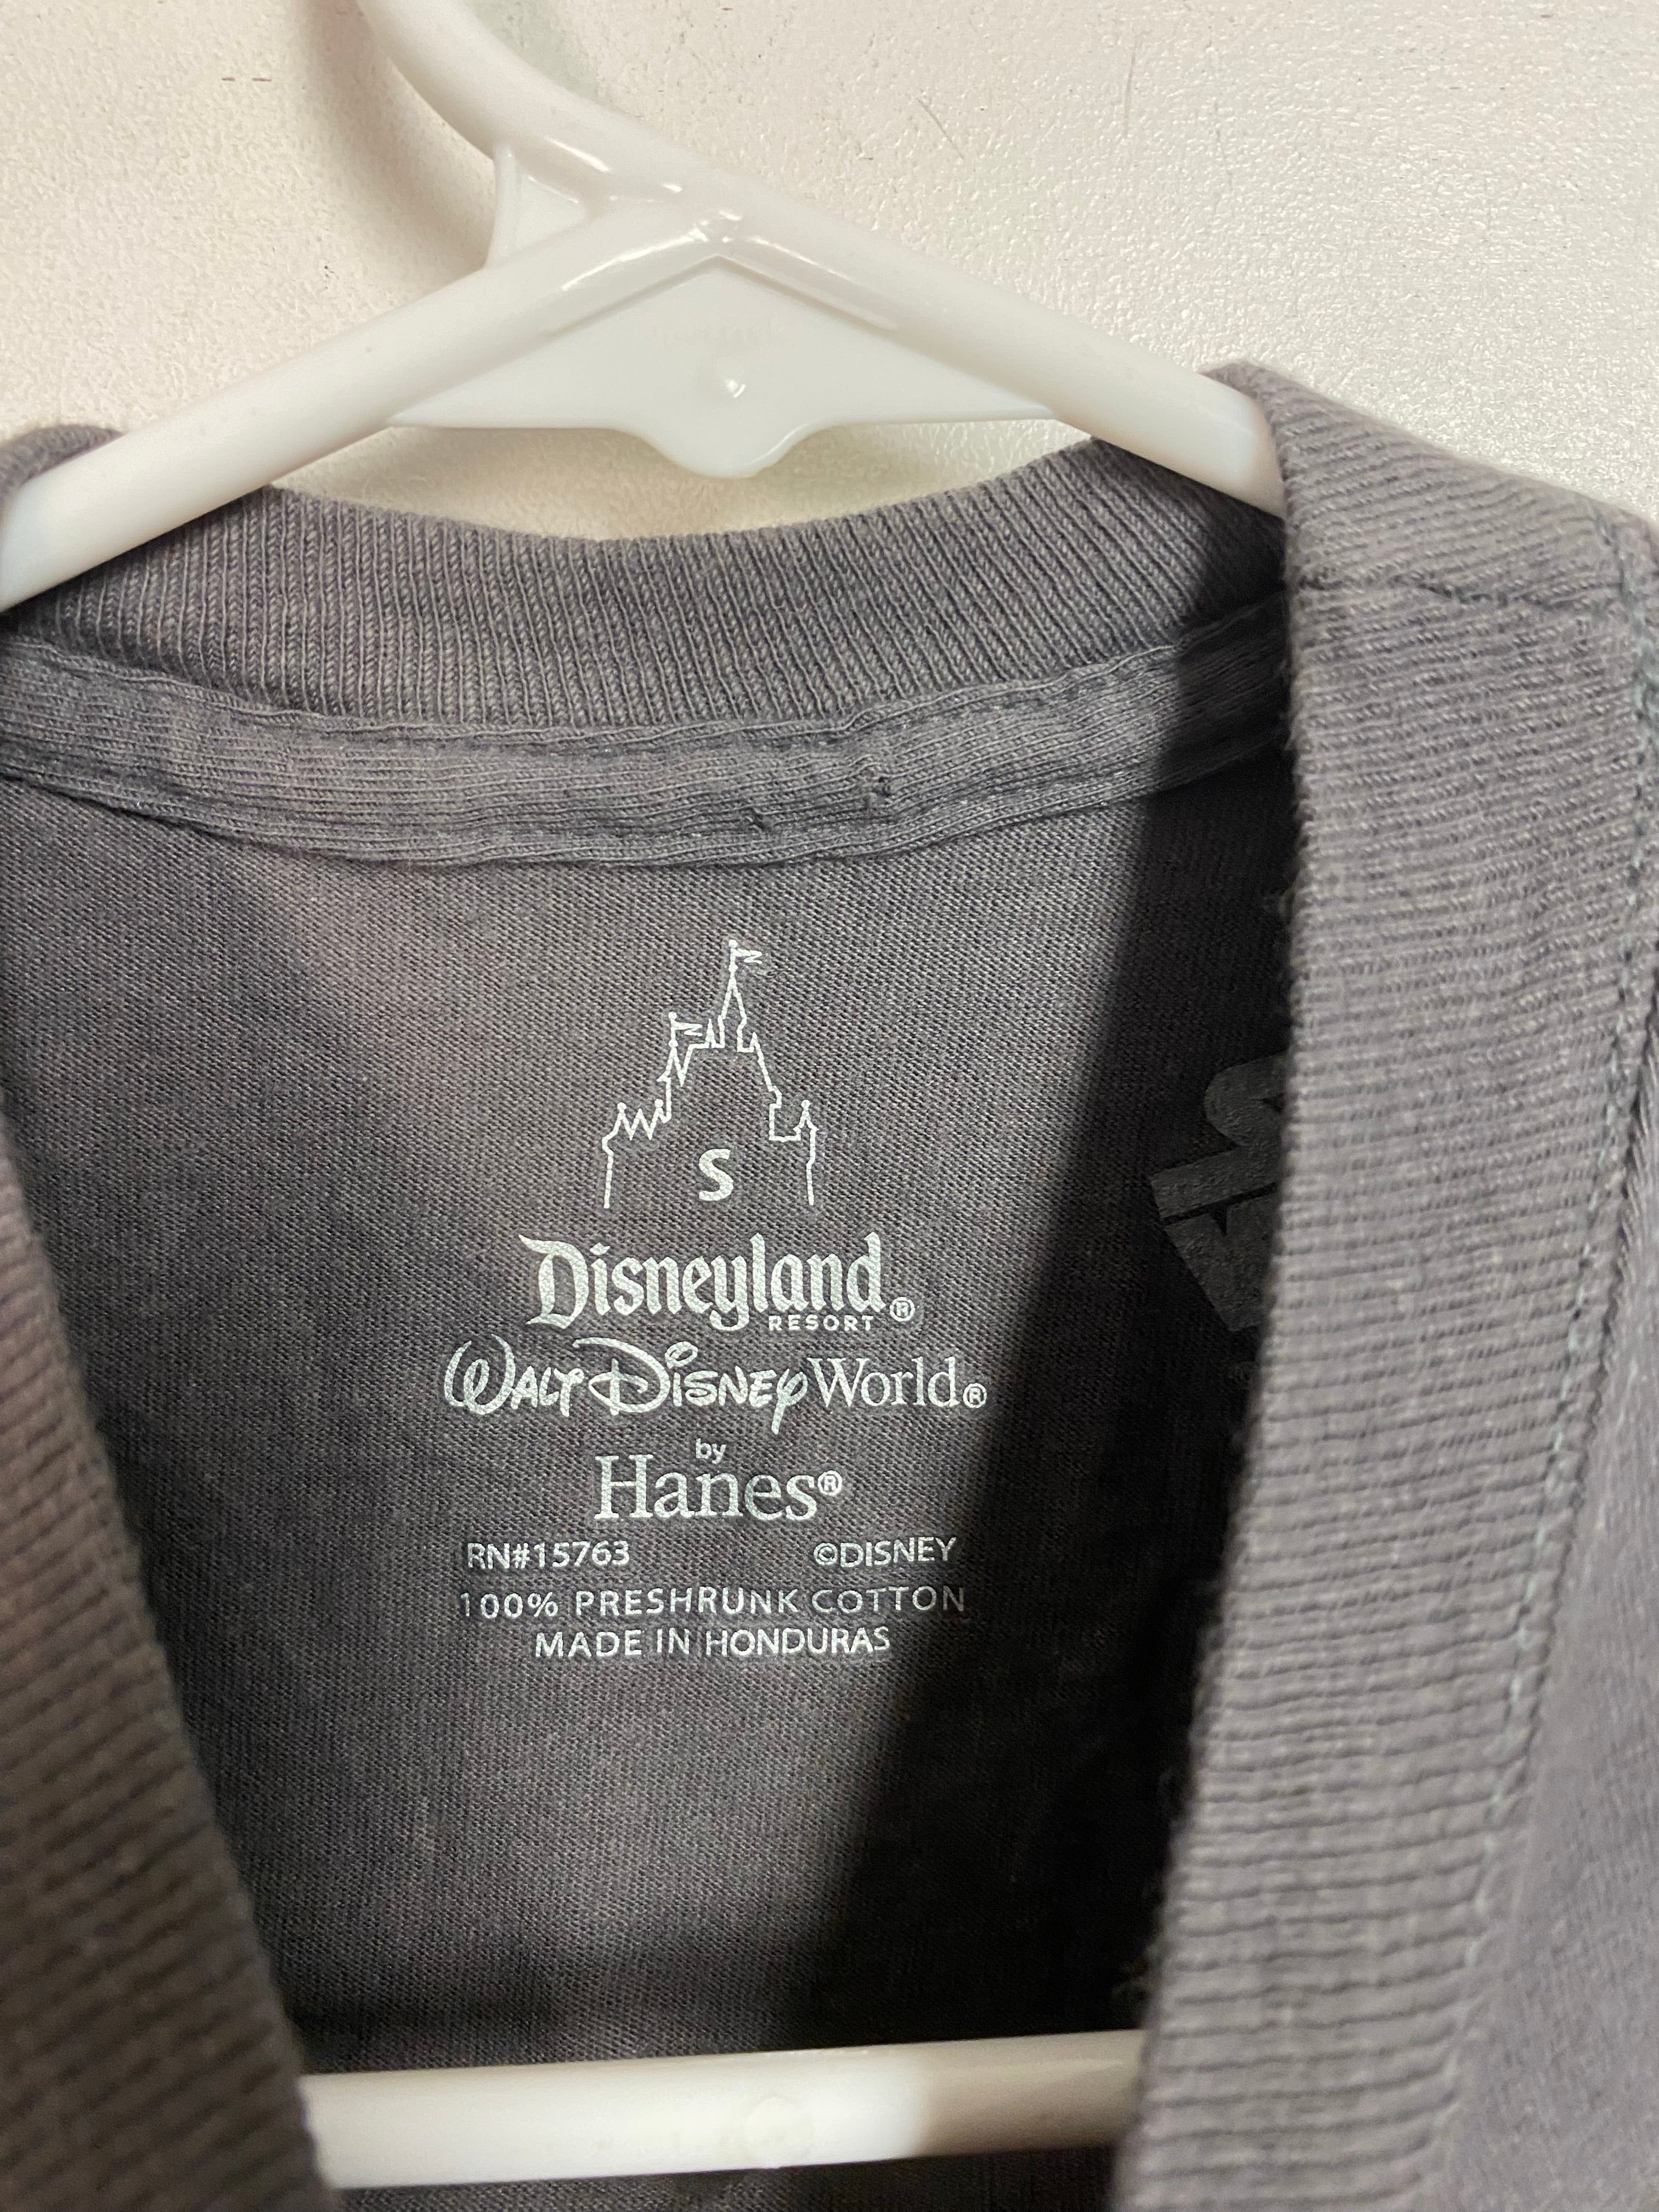 S
Disneyland®
RESORT
WALT DISNEY World®
by
Hanes®
RN#15763 ©DISNEY
100% PRESHRUNK COTTON
MADE IN HONDURAS